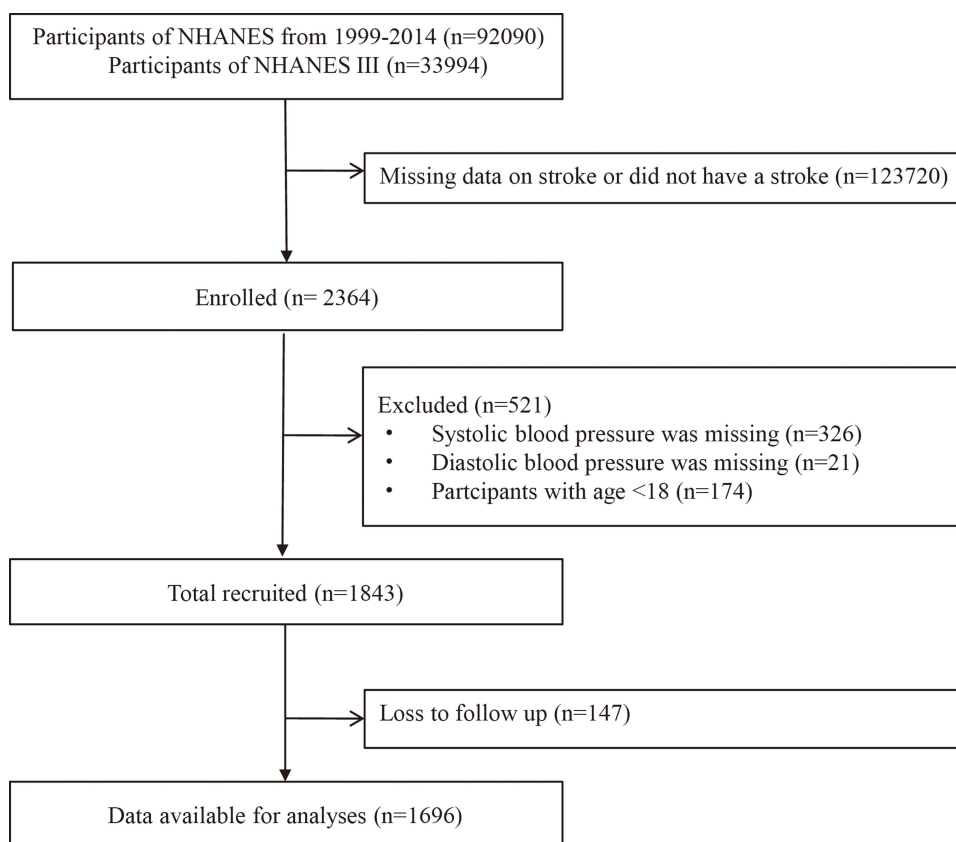 Participants of NHANES from 1999-2014 (n=92090)
Participants of NHANES III (n=33994)
Missing data on stroke or did not have a stroke (n=123720)
Enrolled (n= 2364)
Excluded (n=521)
• Systolic blood pressure was missing (n=326)
• Diastolic blood pressure was missing (n=21)
• Partcipants with age <18 (n=174)
Total recruited (n=1843)
Loss to follow up (n=147)
Data available for analyses (n=1696)